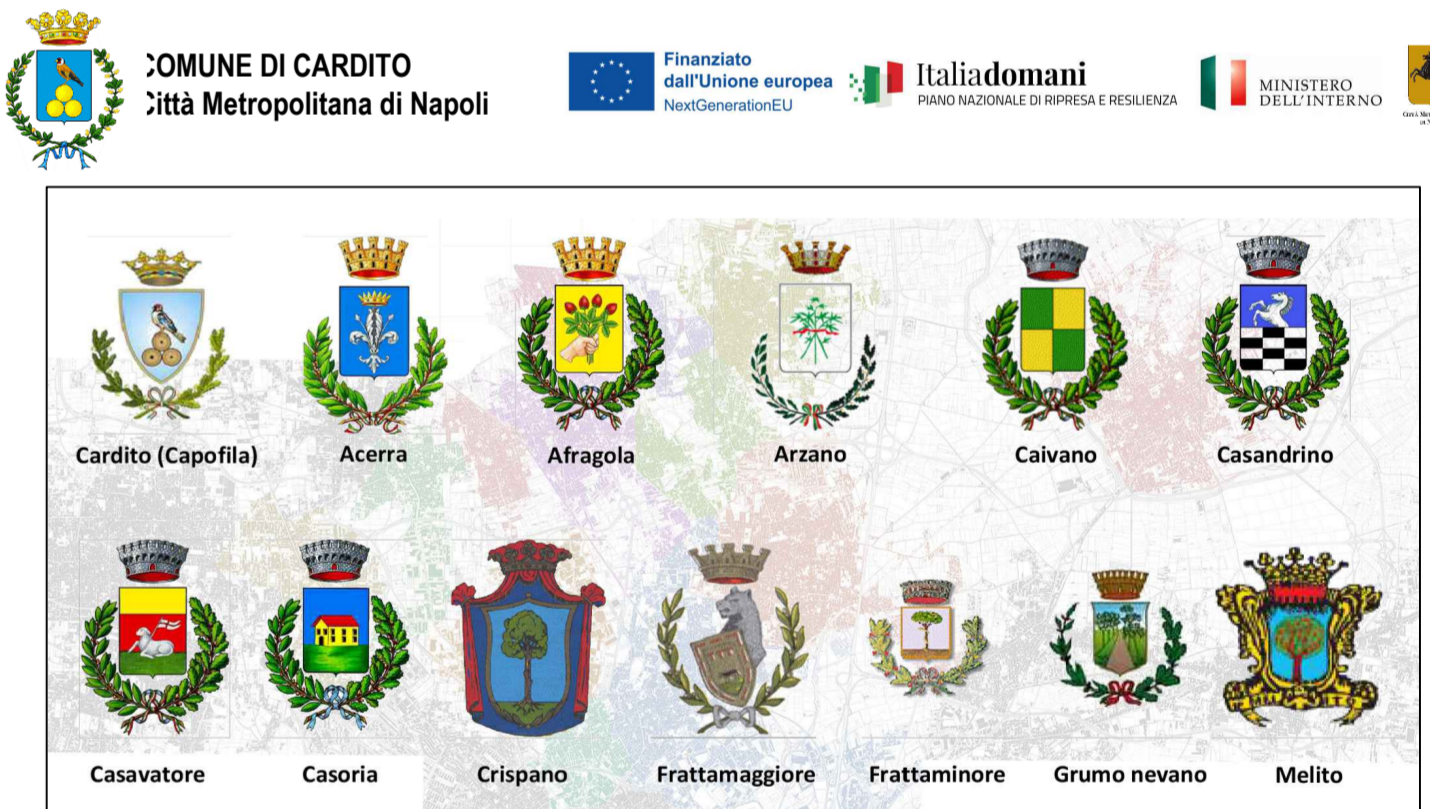 COMUNE DI CARDITO
Città Metropolitana di Napoli
Finanziato
dall'Unione europea
NextGenerationEU
Italiadomani
PIANO NAZIONALE DI RIPRESA E RESILIENZA
MINISTERO
DELL'INTERNO
Cardito (Capofila)
Acerra
Afragola
Arzano
Caivano
Casandrino
Casavatore
Casoria
Crispano
Frattamaggiore
Frattaminore
Grumo nevano
Melito